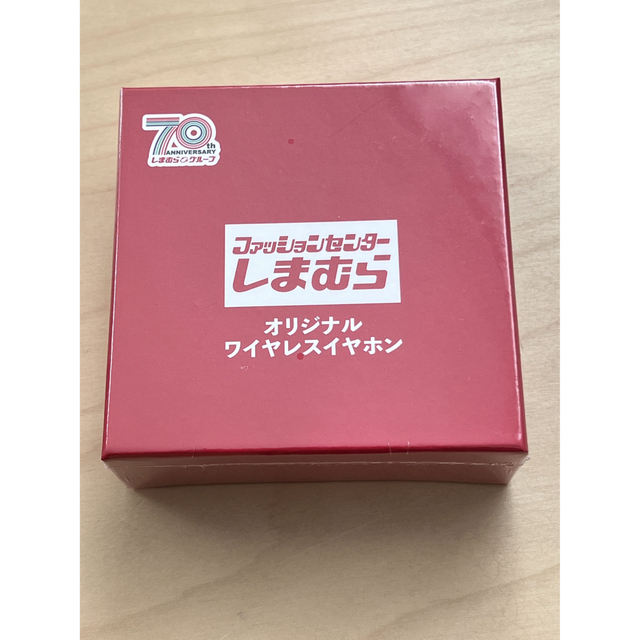 70th
ANNIVERSARY
しまむらグループ
ファッションセンター
しまむら
オリジナル
ワイヤレスイヤホン